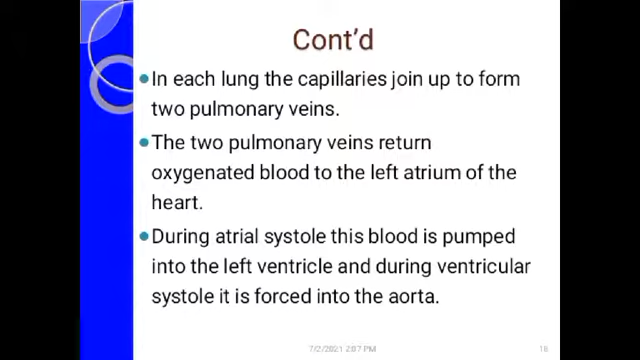 Cont'd
In each lung the capillaries join up to form
two pulmonary veins.
The two pulmonary veins return
oxygenated blood to the left atrium of the
heart.
During atrial systole this blood is pumped
into the left ventricle and during ventricular
systole it is forced into the aorta.
7/2/2021 2:07 PM
16